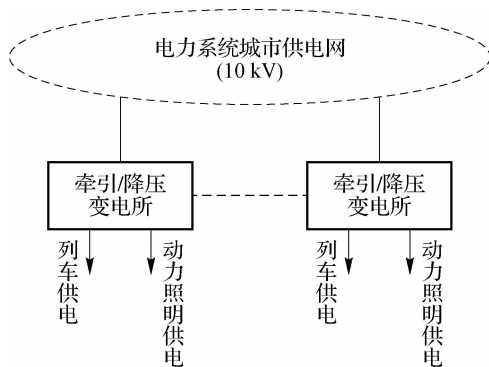 电力系统城市供电网
(10 kV)
牵引/降压
变电所
牵引/降压
变电所
列车供电
动力照明供电
列车供电
动力照明供电